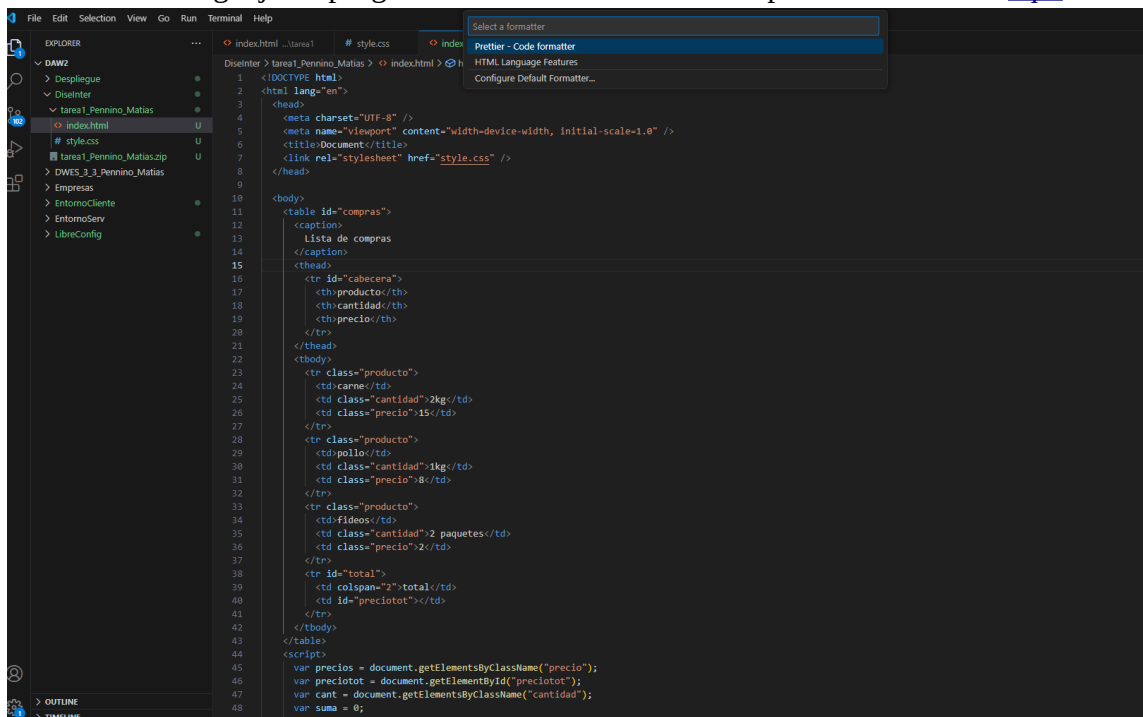 File Edit Selection View Go Run Terminal Help
Select a formatter
Prettier - Code formatter
HTML Language Features
Configure Default Formatter...
EXPLORER ...
DAW2
> Despliegue
DiseInter
tarea1_Pennino_Matias
index.html U
style.css U
tarea1_Pennino_Matias.zip U
> DWES_3_3_Pennino_Matias
> Empresas
> EntornoCliente
> EntornoServ
> LibreConfig
> OUTLINE
1
102
1
index.html ...\tarea1 # style.css index
DiseInter > tarea1_Pennino_Matias > index.html >
1 <!DOCTYPE html>
2 <html lang="en">
3 <head>
4 <meta charset="UTF-8" />
5 <meta name="viewport" content="width=device-width, initial-scale=1.0" />
6 <title>Document</title>
7 <link rel="stylesheet" href="style.css" />
8 </head>
9
10 <body>
11 <table id="compras">
12 <caption>
13 Lista de compras
14 </caption>
15 <thead>
16 <tr id="cabecera">
17 <th>producto</th>
18 <th>cantidad</th>
19 <th>precio</th>
20 </tr>
21 </thead>
22 <tbody>
23 <tr class="producto">
24 <td>carne</td>
25 <td class="cantidad">2kg</td>
26 <td class="precio">15</td>
27 </tr>
28 <tr class="producto">
29 <td>pollo</td>
30 <td class="cantidad">1kg</td>
31 <td class="precio">8</td>
32 </tr>
33 <tr class="producto">
34 <td>fideos</td>
35 <td class="cantidad">2 paquetes</td>
36 <td class="precio">2</td>
37 </tr>
38 <tr id="total">
39 <td colspan="2">total</td>
40 <td id="preciotot"></td>
41 </tr>
42 </tbody>
43 </table>
44 <script>
45 var precios = document.getElementsByClassName("precio");
46 var preciotot = document.getElementById("preciotot");
47 var cant = document.getElementsByClassName("cantidad");
48 var suma = 0;